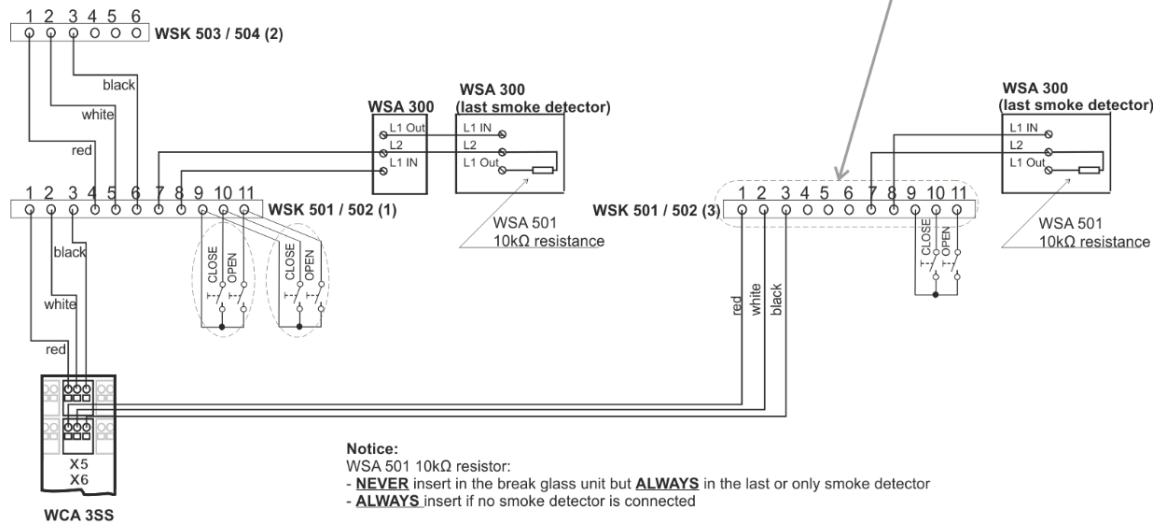 1 2 3 4 5 6
WSK 503 / 504 (2)
black
white
red
WSA 300
L1 Out
L2
L1 IN
WSA 300
(last smoke detector)
L1 IN
L2
L1 Out
WSA 501
10kΩ resistance
WSA 300
(last smoke detector)
L1 IN
L2
L1 Out
WSA 501
10kΩ resistance
1 2 3 4 5 6 7 8 9 10 11
WSK 501 / 502 (1)
WSK 501 / 502 (3)
1 2 3 4 5 6 7 8 9 10 11
black
white
red
CLOSE
OPEN
CLOSE
OPEN
CLOSE
OPEN
red
white
black
X5
X6
WCA 3SS
Notice:
WSA 501 10kΩ resistor:
- NEVER insert in the break glass unit but ALWAYS in the last or only smoke detector
- ALWAYS insert if no smoke detector is connected